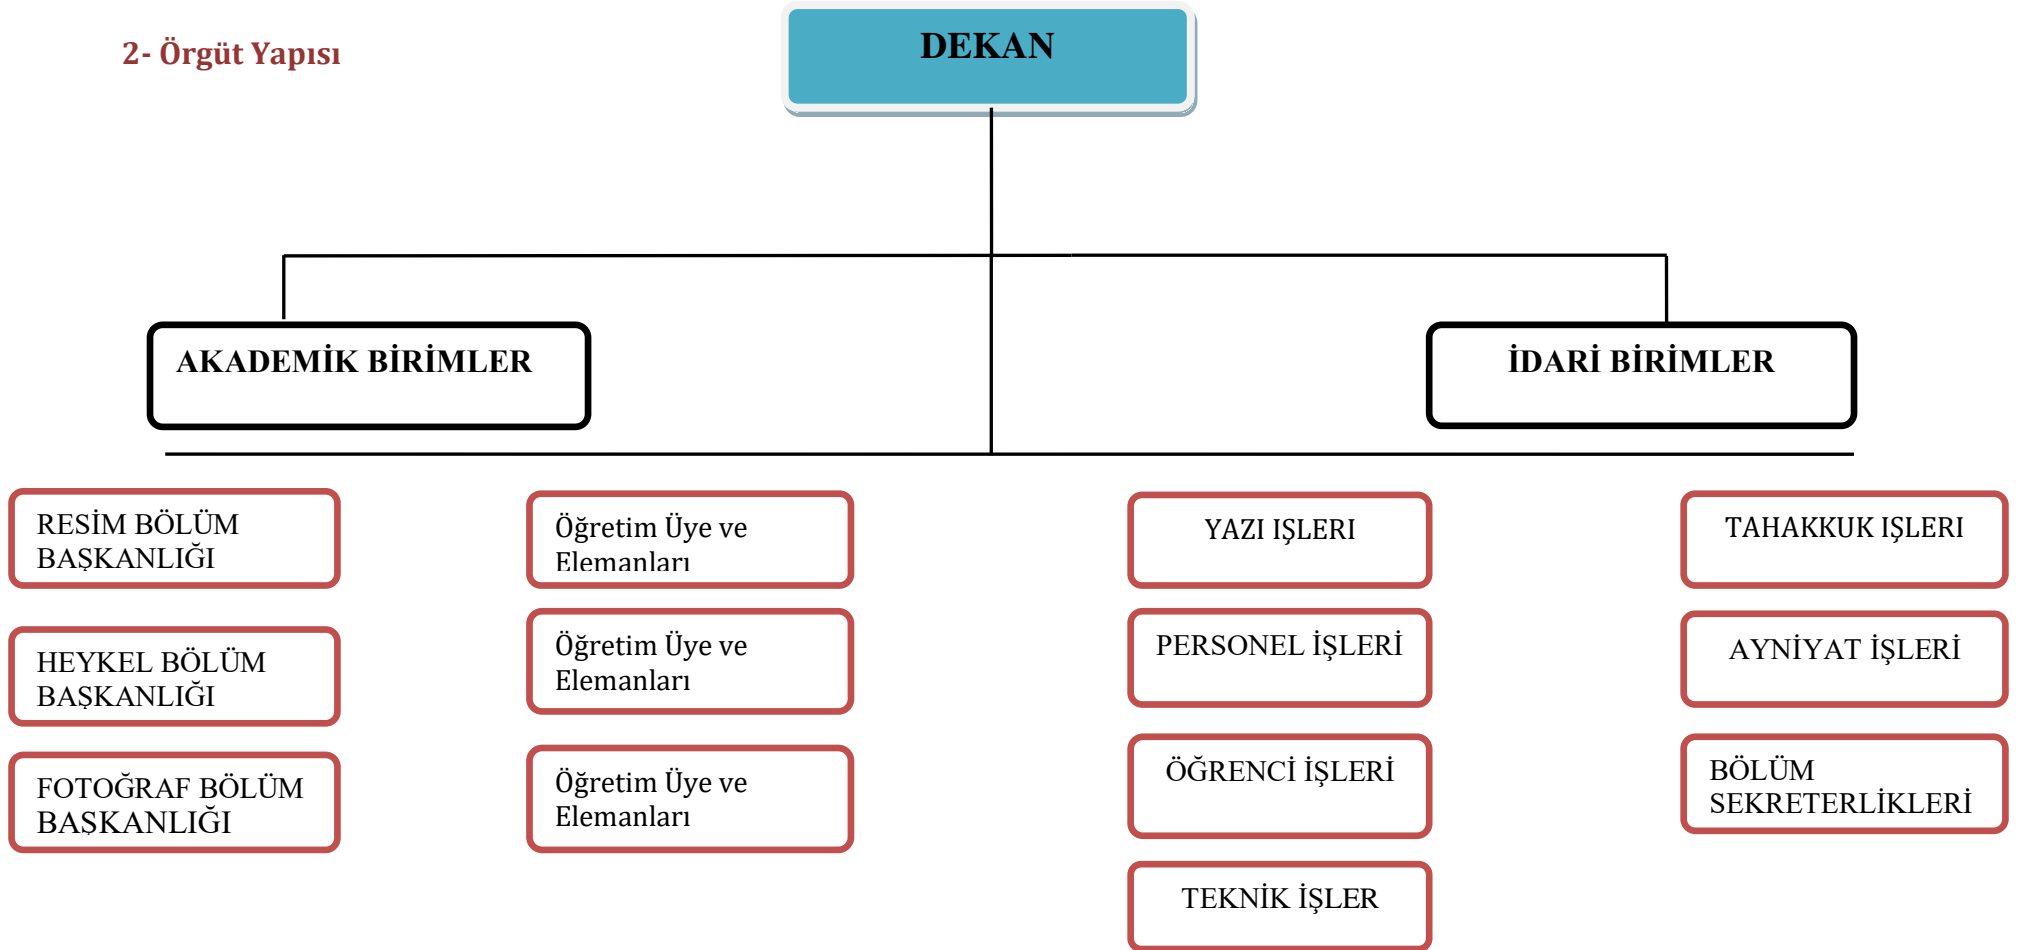 2- Örgüt Yapısı
DEKAN
AKADEMİK BİRİMLER
İDARİ BİRİMLER
RESİM BÖLÜM
BAŞKANLIĞI
Öğretim Üye ve
Elemanları
YAZI IŞLERI
TAHAKKUK IŞLERI
HEYKEL BÖLÜM
BAŞKANLIĞI
Öğretim Üye ve
Elemanları
PERSONEL İŞLERİ
AYNİYAT İŞLERİ
FOTOĞRAF BÖLÜM
BAŞKANLIĞI
Öğretim Üye ve
Elemanları
ÖĞRENCİ İŞLERİ
BÖLÜM
SEKRETERLİKLERİ
TEKNİK İŞLER